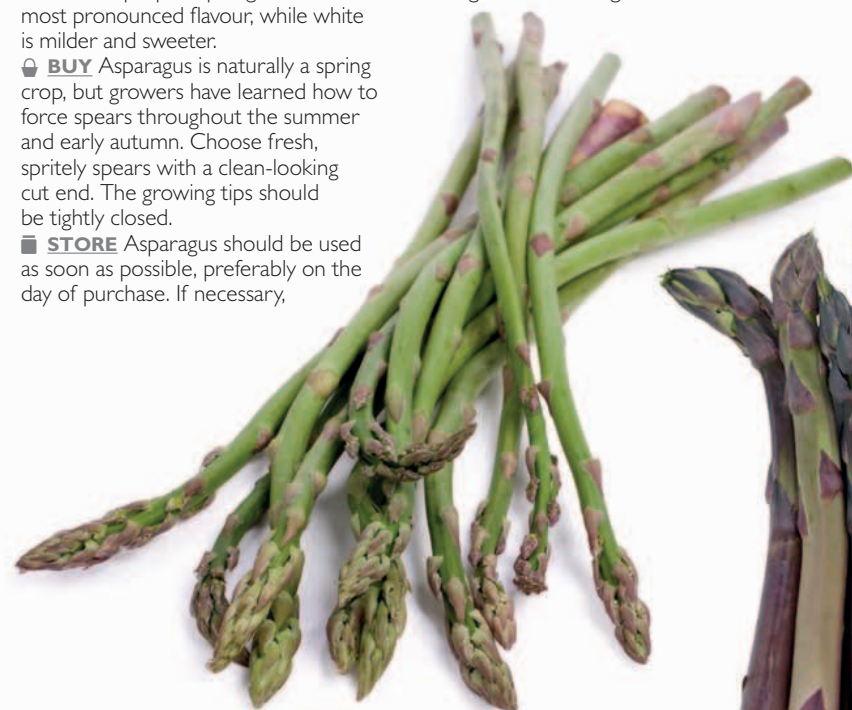 most pronounced flavour, while white
is milder and sweeter.
BUY Asparagus is naturally a spring
crop, but growers have learned how to
force spears throughout the summer
and early autumn. Choose fresh,
spritely spears with a clean-looking
cut end. The growing tips should
be tightly closed.
STORE Asparagus should be used
as soon as possible, preferably on the
day of purchase. If necessary,